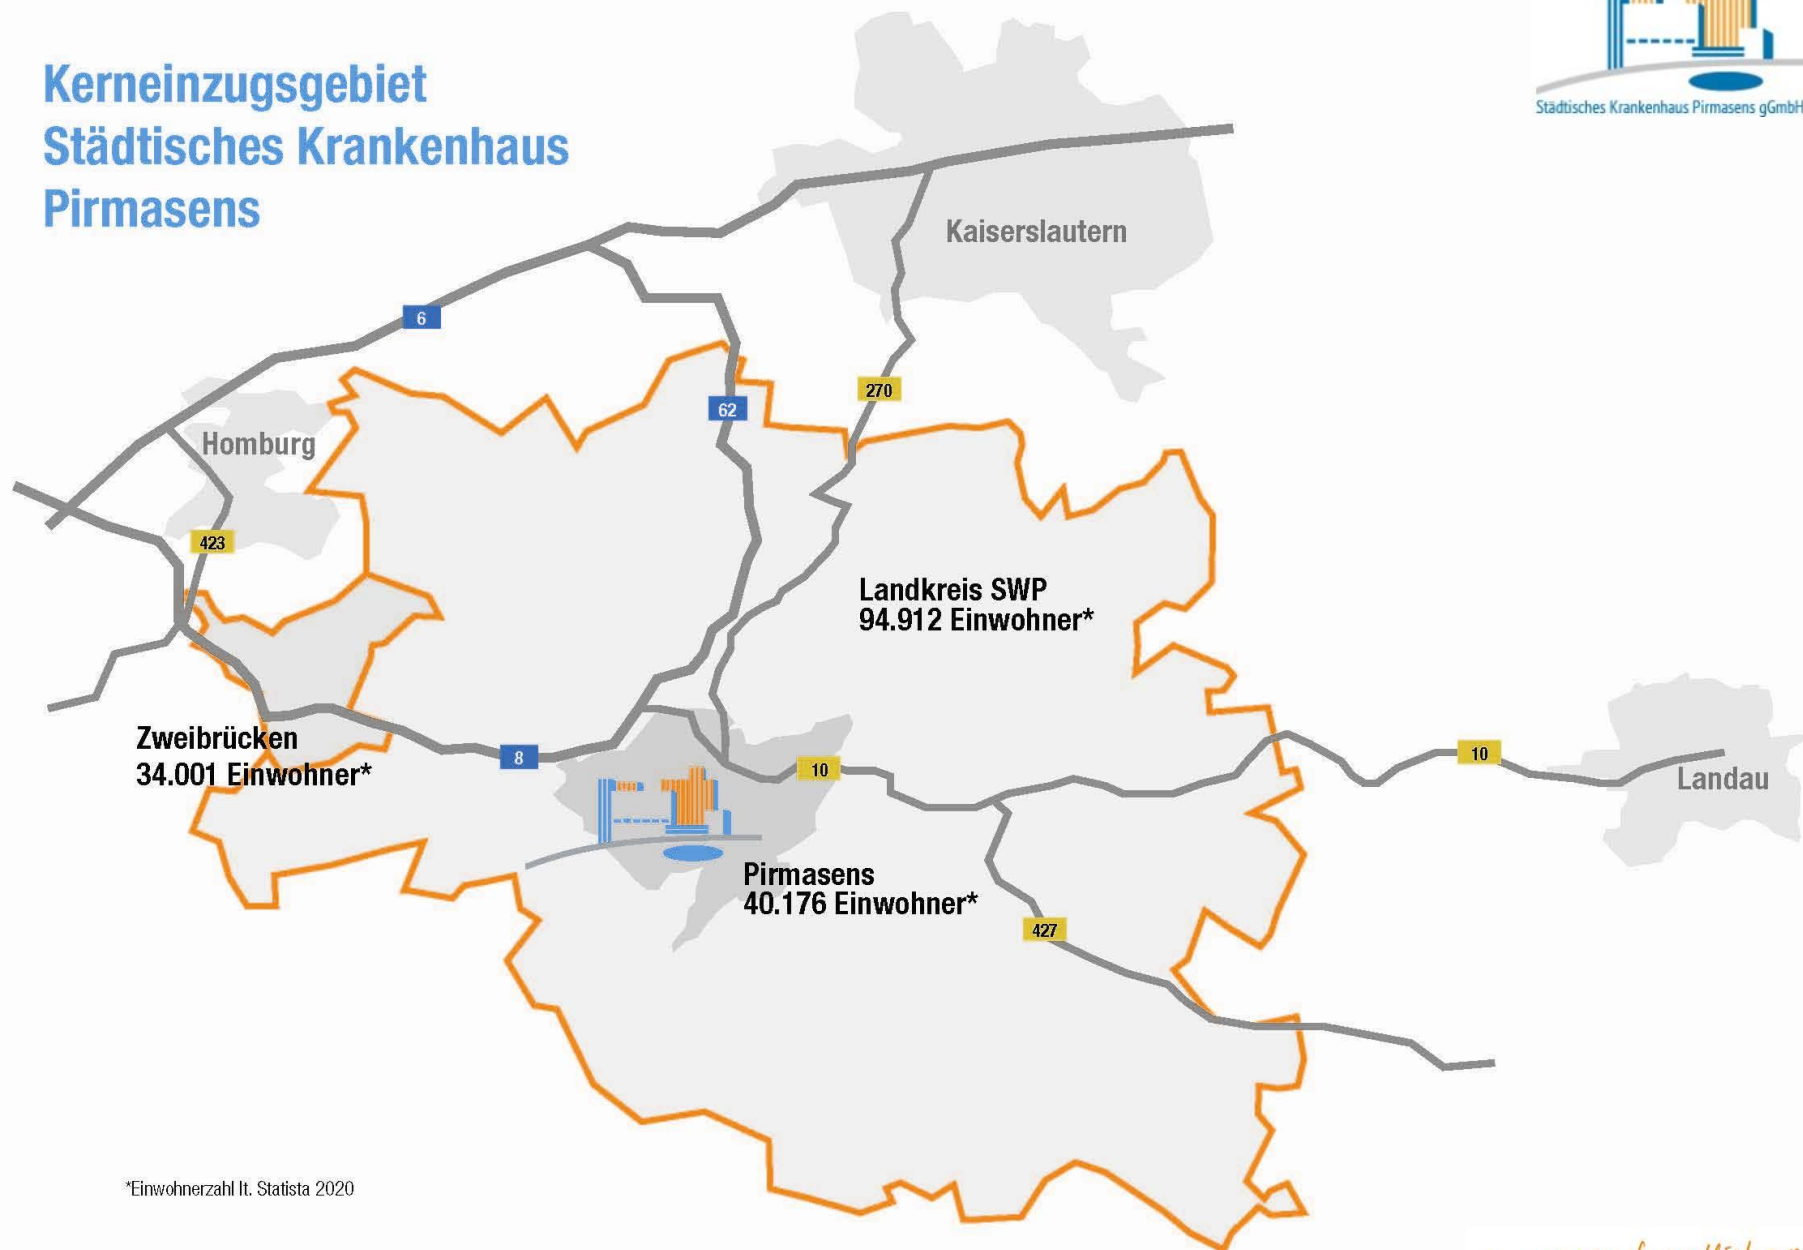 Kerneinzugsgebiet
Städtisches Krankenhaus
Pirmasens
Städtisches Krankenhaus Pirmasens gGmbH
Kaiserslautern
6
270
62
Homburg
423
Landkreis SWP
94.912 Einwohner*
Zweibrücken
34.001 Einwohner*
8
10
10
Landau
Pirmasens
40.176 Einwohner*
427
*Einwohnerzahl lt. Statista 2020